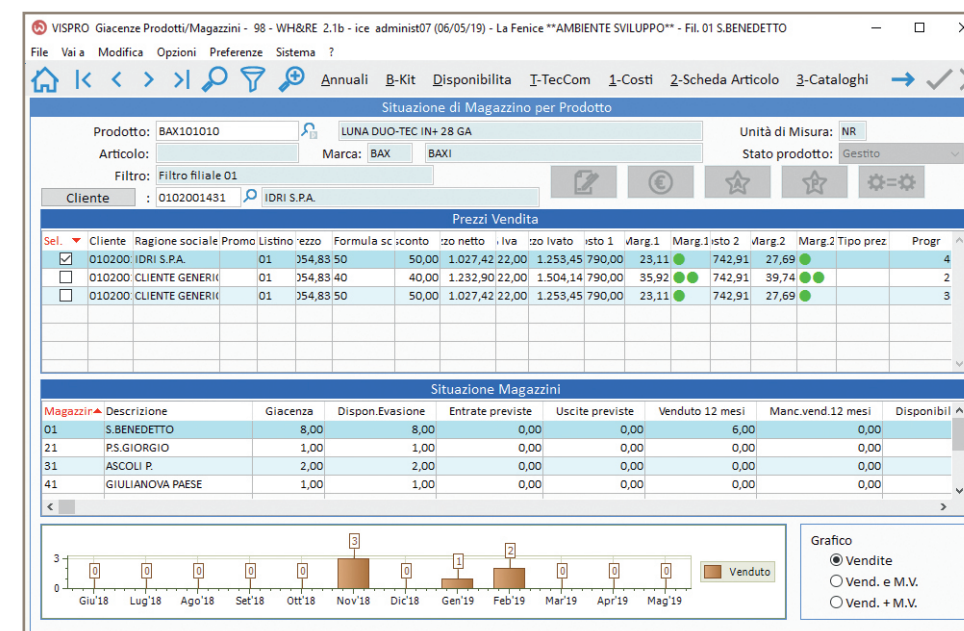 VISPRO Giacenze Prodotti/Magazzini - 98 - WH&RE 2.1b - ice administ07 (06/05/19) - La Fenice **AMBIENTE SVILUPPO** - Fil. 01 S.BENEDETTO
File Vai a Modifica Opzioni Preferenze Sistema ?
Annuali B-Kit Disponibilita T-TecCom 1-Costi 2-Scheda Artcolo 3-Cataloghi
Situazione di Magazzino per Prodotto
Prodotto: BAX101010 LUNA DUO-TEC IN+ 28 GA Unità di Misura: NR
Articolo: Marca: BAX BAXI Stato prodotto: Gestito
Filtro: Filtro filiale 01
Cliente : 0102001431 IDRI S.P.A.
Prezzi Vendita
Sel. Cliente Ragione sociale Promo Listino rezzo Formula sc sconto zzo netto Iva zzo Ivato osto 1 Marg.1 Marg.1 osto 2 Marg.2 Marg.2 Tipo prez Progr
010200 IDRI S.P.A. 01 054,83 50 50,00 1.027,42 22,00 1.253,45 790,00 23,11 742,91 27,69 4
010200 CLIENTE GENERI 01 054,83 40 40,00 1.232,90 22,00 1.504,14 790,00 35,92 742,91 39,74 2
010200 CLIENTE GENERI 01 054,83 50 50,00 1.027,42 22,00 1.253,45 790,00 23,11 742,91 27,69 3
Situazione Magazzini
Magazzir Descrizione Giacenza Dispon.Evasione Entrate previste Uscite previste Venduto 12 mesi Manc.vend.12 mesi Disponibil
01 S.BENEDETTO 8,00 8,00 0,00 0,00 6,00 0,00
21 P.S.GIORGIO 1,00 1,00 0,00 0,00 0,00 0,00
31 ASCOLI P. 2,00 2,00 0,00 0,00 0,00 0,00
41 GIULIANOVA PAESE 1,00 1,00 0,00 0,00 0,00 0,00
3
0
0 0 0 0 0 3 0 1 2 0 0 0
Giu'18 Lug'18 Ago'18 Set'18 Ott'18 Nov'18 Dic'18 Gen'19 Feb'19 Mar'19 Apr'19 Mag'19
Venduto
Grafico
Vendite
Vend. e M.V.
Vend. + M.V.